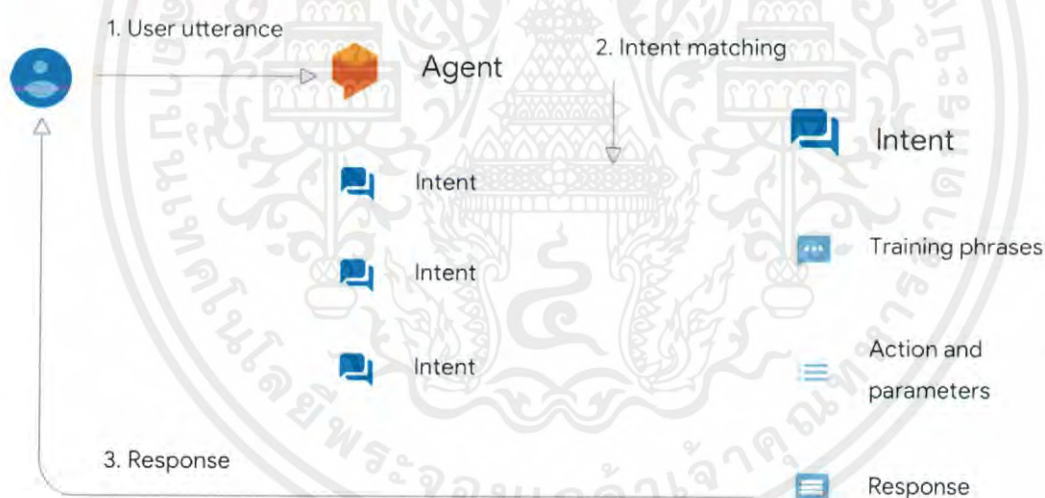 1. User utterance
Agent
2. Intent matching
Intent
Intent
Training phrases
Intent
Action and
parameters
Intent
3. Response
Response